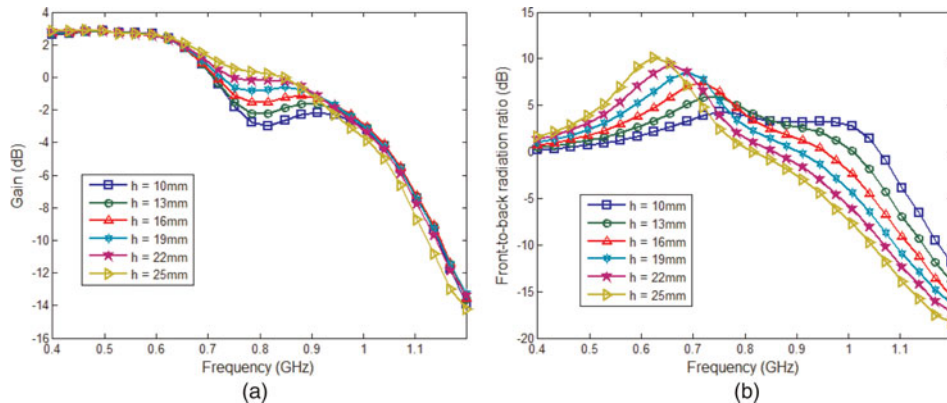 4
2
0
-2
-4
-6
-8
-10
-12
-14
-16
Gain (dB)
h = 10mm
h = 13mm
h = 16mm
h = 19mm
h = 22mm
h = 25mm
0.4 0.5 0.6 0.7 0.8 0.9 1 1.1
Frequency (GHz)
(a)
15
10
5
0
-5
-10
-15
-20
Front-to-back radiation ratio (dB)
h = 10mm
h = 13mm
h = 16mm
h = 19mm
h = 22mm
h = 25mm
0.4 0.5 0.6 0.7 0.8 0.9 1 1.1
Frequency (GHz)
(b)